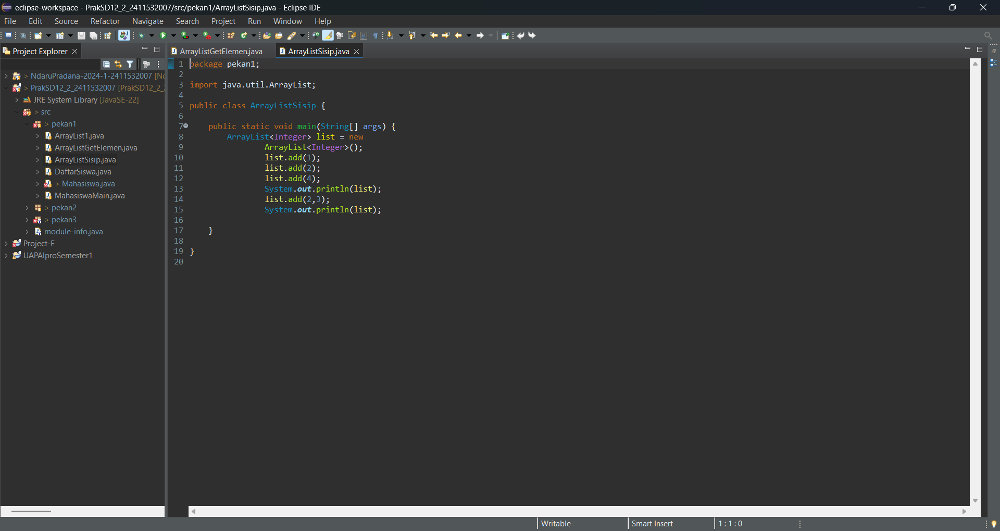 eclipse-workspace - PrakSD12_2_2411532007/src/pekan1/ArrayListSisip.java - Eclipse IDE
File Edit Source Refactor Navigate Search Project Run Window Help
Project Explorer
ArrayListGetElemen.java
ArrayListSisip.java
> NdaruPradana-2024-1-2411532007 [Nd
> PrakSD12_2_2411532007 [PrakSD12_2_
JRE System Library [JavaSE-22]
> src
> pekan1
ArrayList1.java
ArrayListGetElemen.java
ArrayListSisip.java
DaftarSiswa.java
> Mahasiswa.java
MahasiswaMain.java
> pekan2
> pekan3
module-info.java
Project-E
UAPAlproSemester1
1 package pekan1;
2
3 import java.util.ArrayList;
4
5 public class ArrayListSisip {
6
7 public static void main(String[] args) {
8 ArrayList<Integer> list = new
9 ArrayList<Integer>();
10 list.add(1);
11 list.add(2);
12 list.add(4);
13 System.out.println(list);
14 list.add(2,3);
15 System.out.println(list);
16
17 }
18
19 }
20
Writable
Smart Insert
1 : 1 : 0